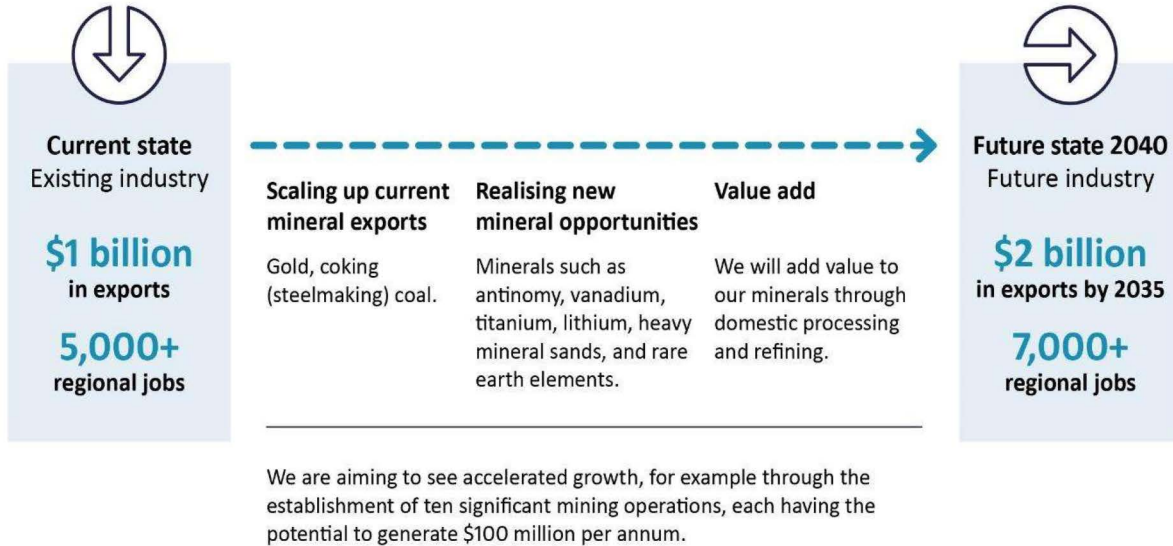 Current state
Existing industry
$1 billion
in exports
5,000+
regional jobs
Scaling up current
mineral exports
Gold, coking
(steelmaking) coal.
Realising new
mineral opportunities
Minerals such as
antinomy, vanadium,
titanium, lithium, heavy
mineral sands, and rare
earth elements.
Value add
We will add value to
our minerals through
domestic processing
and refining.
Future state 2040
Future industry
$2 billion
in exports by 2035
7,000+
regional jobs
We are aiming to see accelerated growth, for example through the
establishment of ten significant mining operations, each having the
potential to generate $100 million per annum.